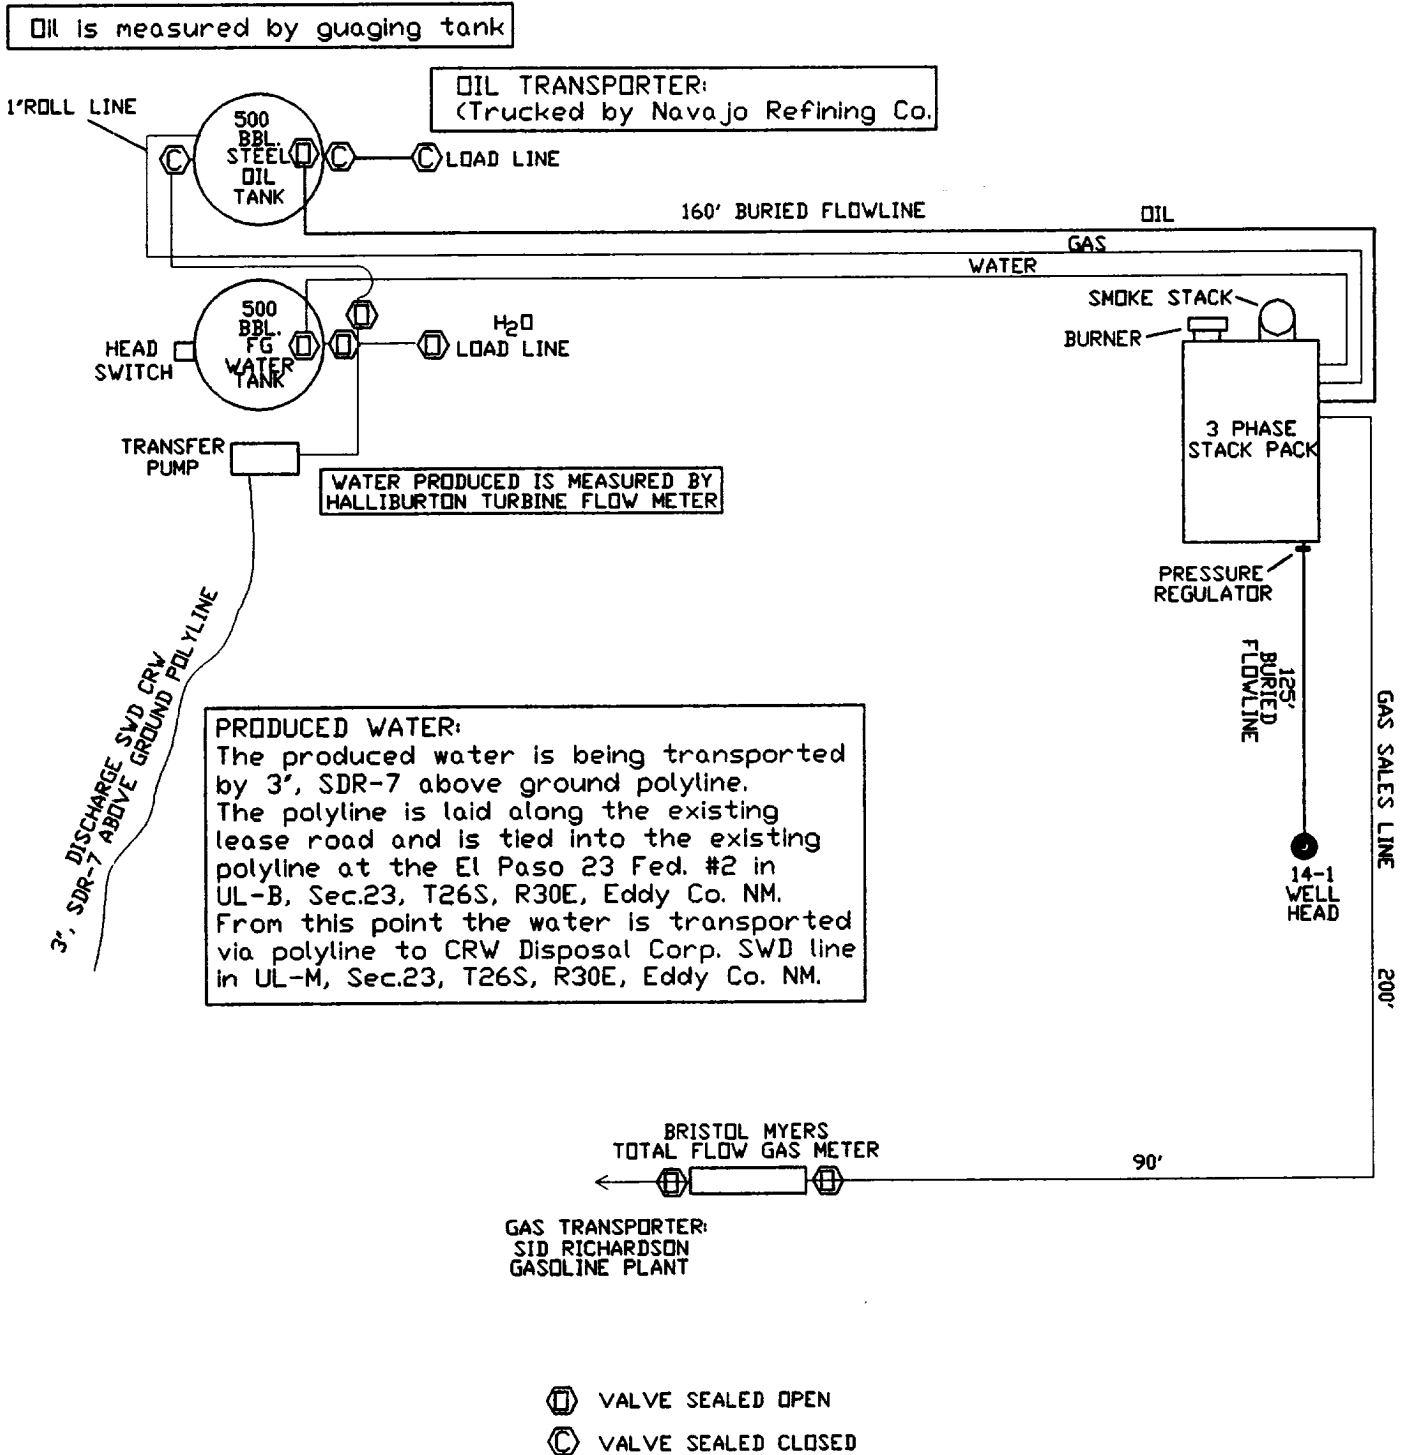 Oil is measured by guaging tank
OIL TRANSPORTER:
(Trucked by Navajo Refining Co.
1"ROLL LINE
500
BBL.
STEEL
OIL
TANK
O
C
C
C
LOAD LINE
160' BURIED FLOWLINE
OIL
GAS
WATER
SMOKE STACK
BURNER
500
BBL.
FG
WATER
TANK
O
O
O
O
H2O
LOAD LINE
HEAD
SWITCH
3 PHASE
STACK PACK
TRANSFER
PUMP
WATER PRODUCED IS MEASURED BY
HALLIBURTON TURBINE FLOW METER
PRESSURE
REGULATOR
125'
BURIED
FLOWLINE
DISCHARGE SWD CRW
3", SDR-7 ABOVE GROUND POLYLINE
GAS SALES LINE
200'
PRODUCED WATER:
The produced water is being transported
by 3", SDR-7 above ground polyline.
The polyline is laid along the existing
lease road and is tied into the existing
polyline at the El Paso 23 Fed. #2 in
UL-B, Sec.23, T26S, R30E, Eddy Co. NM.
From this point the water is transported
via polyline to CRW Disposal Corp. SWD line
in UL-M, Sec.23, T26S, R30E, Eddy Co. NM.
14-1
WELL
HEAD
BRISTOL MYERS
TOTAL FLOW GAS METER
90'
O
O
GAS TRANSPORTER:
SID RICHARDSON
GASOLINE PLANT
O VALVE SEALED OPEN
C VALVE SEALED CLOSED